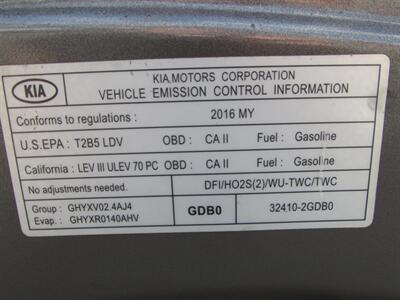 KIA
KIA MOTORS CORPORATION
VEHICLE EMISSION CONTROL INFORMATION
Conforms to regulations : 2016 MY
U.S.EPA : T2B5 LDV OBD : CA II Fuel : Gasoline
California : LEV III ULEV 70 PC OBD : CA II Fuel : Gasoline
No adjustments needed. DFI/HO2S(2)/WU-TWC/TWC
Group : GHYXV02.4AJ4
Evap. : GHYXR0140AHV
GDB0 32410-2GDB0